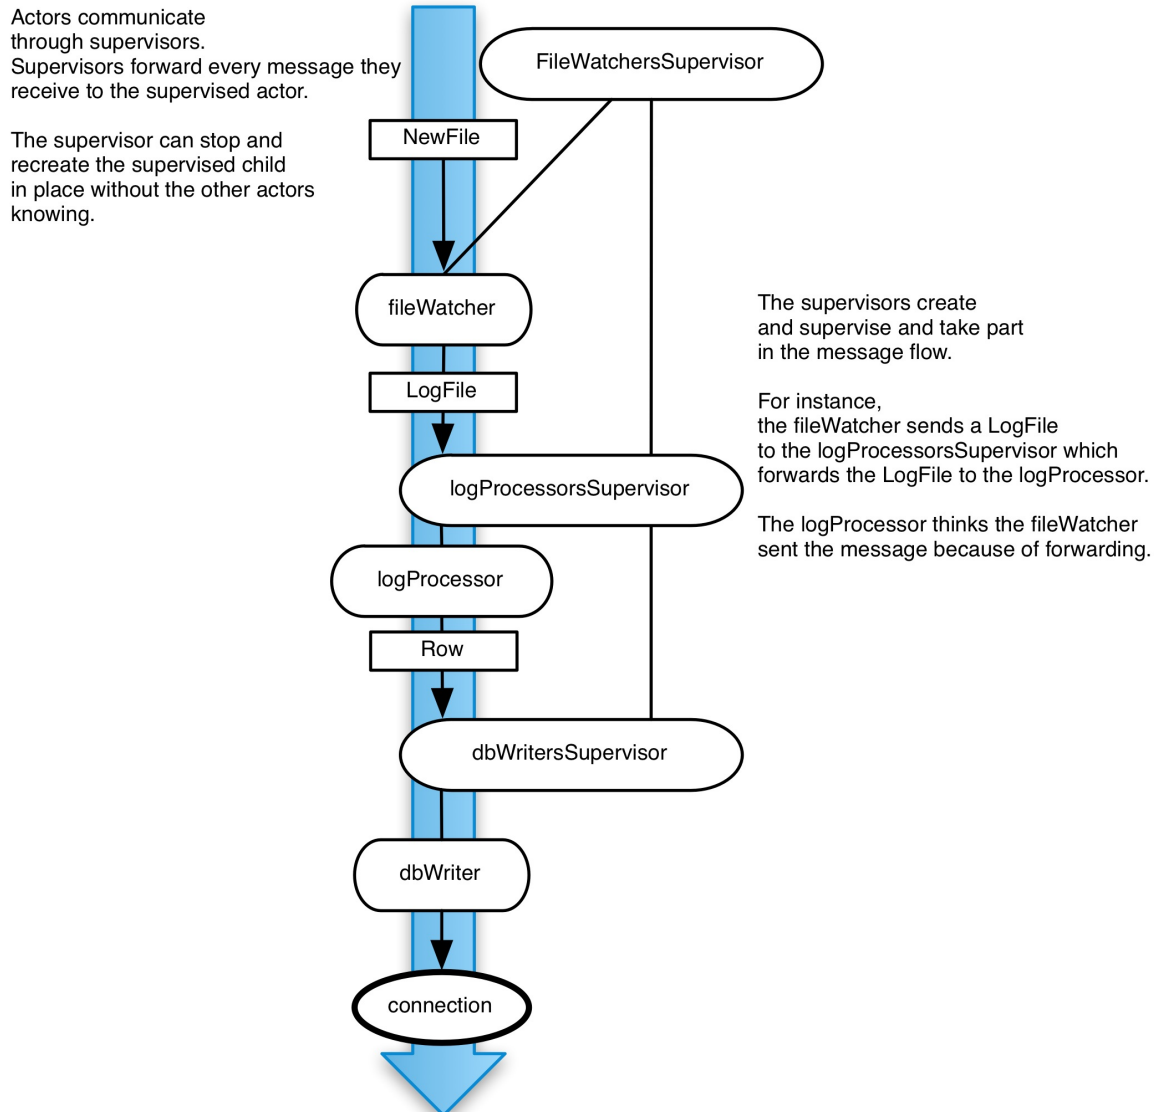 Actors communicate
through supervisors.
Supervisors forward every message they
receive to the supervised actor.
The supervisor can stop and
recreate the supervised child
in place without the other actors
knowing.
FileWatchersSupervisor
NewFile
fileWatcher
LogFile
The supervisors create
and supervise and take part
in the message flow.
For instance,
the fileWatcher sends a LogFile
to the logProcessorsSupervisor which
forwards the LogFile to the logProcessor.
The logProcessor thinks the fileWatcher
sent the message because of forwarding.
logProcessorsSupervisor
logProcessor
Row
dbWritersSupervisor
dbWriter
connection